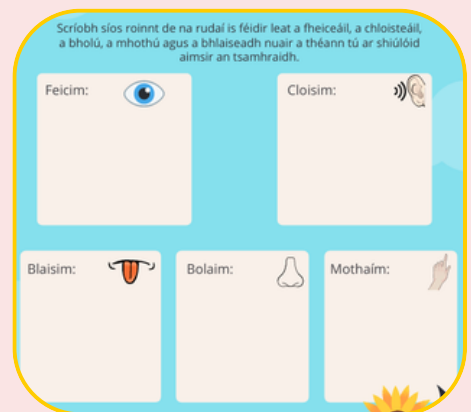 Scríobh síos roinnt de na rudaí is féidir leat a fheiceáil, a chloisteáil,
a bholú, a mhothú agus a bhlaiseadh nuair a théann tú ar shiúlóid
aimsir an tsamhraidh.
Feicim:
Cloisim:
Blaisim:
Bolaim:
Mothaím: